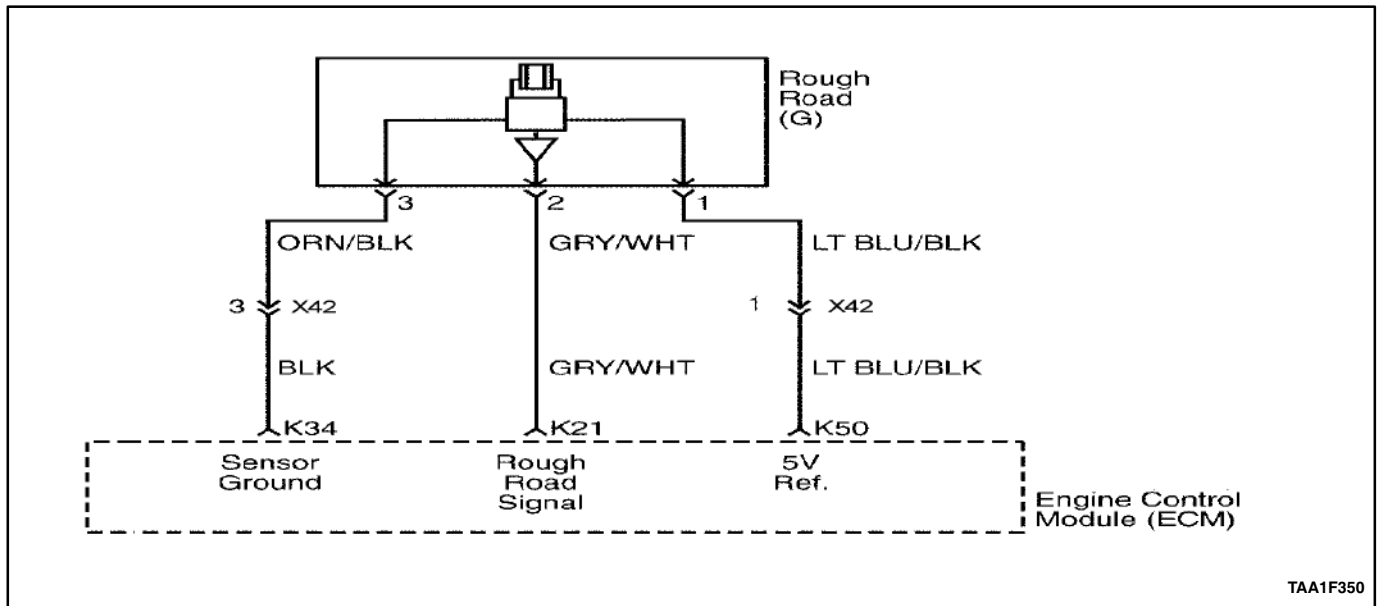 Rough
Road
(G)
3
2
1
ORN/BLK
GRY/WHT
LT BLU/BLK
3
X42
1
X42
BLK
GRY/WHT
LT BLU/BLK
K34
K21
K50
Sensor
Ground
Rough
Road
Signal
5V
Ref.
Engine Control
Module (ECM)
TAA1F350